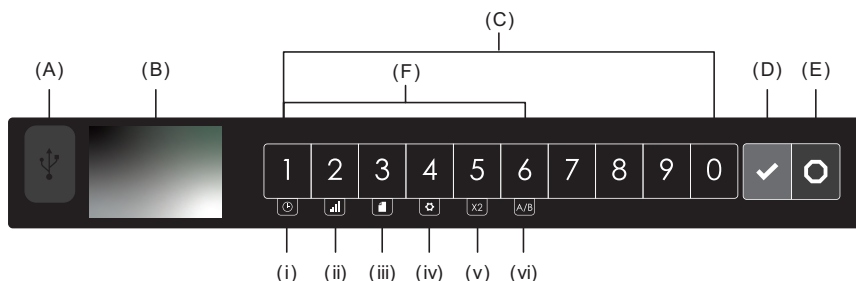 (C)
(A) (B) (F) (D) (E)
1 2 3 4 5 6 7 8 9 0
X2 A/B
(i) (ii) (iii) (iv) (v) (vi)